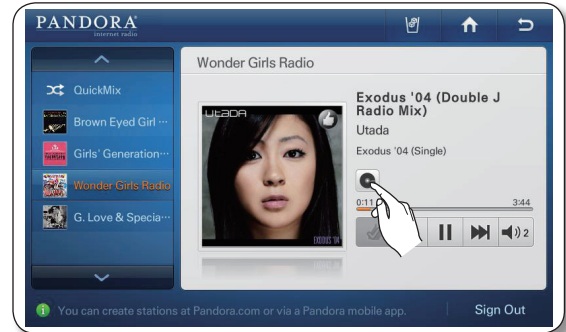 PANDORA®
internet radio
QuickMix
Brown Eyed Girl ···
Girls' Generation···
Wonder Girls Radio
G. Love & Specia···
Wonder Girls Radio
UTADA
EXODUS '04
Exodus '04 (Double J
Radio Mix)
Utada
Exodus '04 (Single)
0:11
3:44
2
You can create stations at Pandora.com or via a Pandora mobile app.
Sign Out